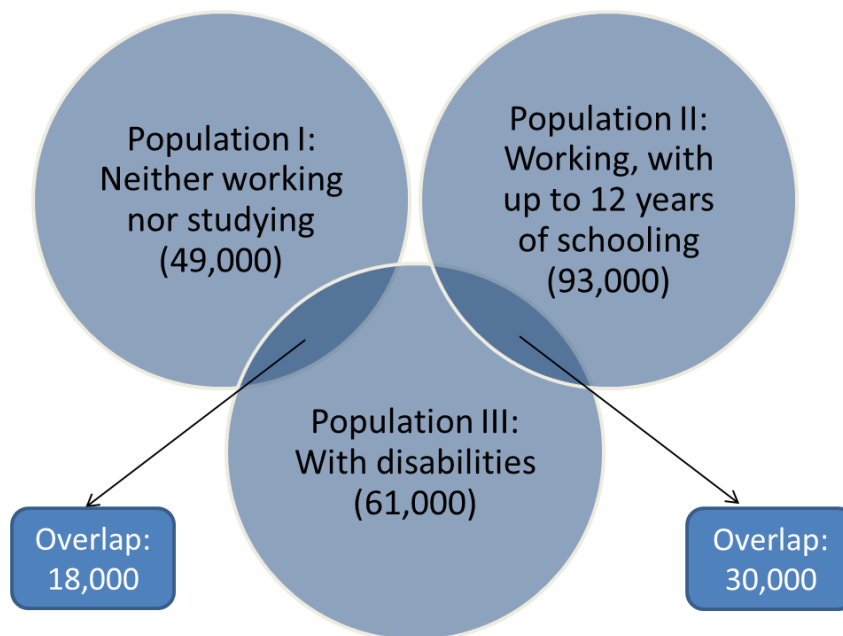 Population I:
Neither working
nor studying
(49,000)
Population II:
Working, with
up to 12 years
of schooling
(93,000)
Population III:
With disabilities
(61,000)
Overlap:
18,000
Overlap:
30,000